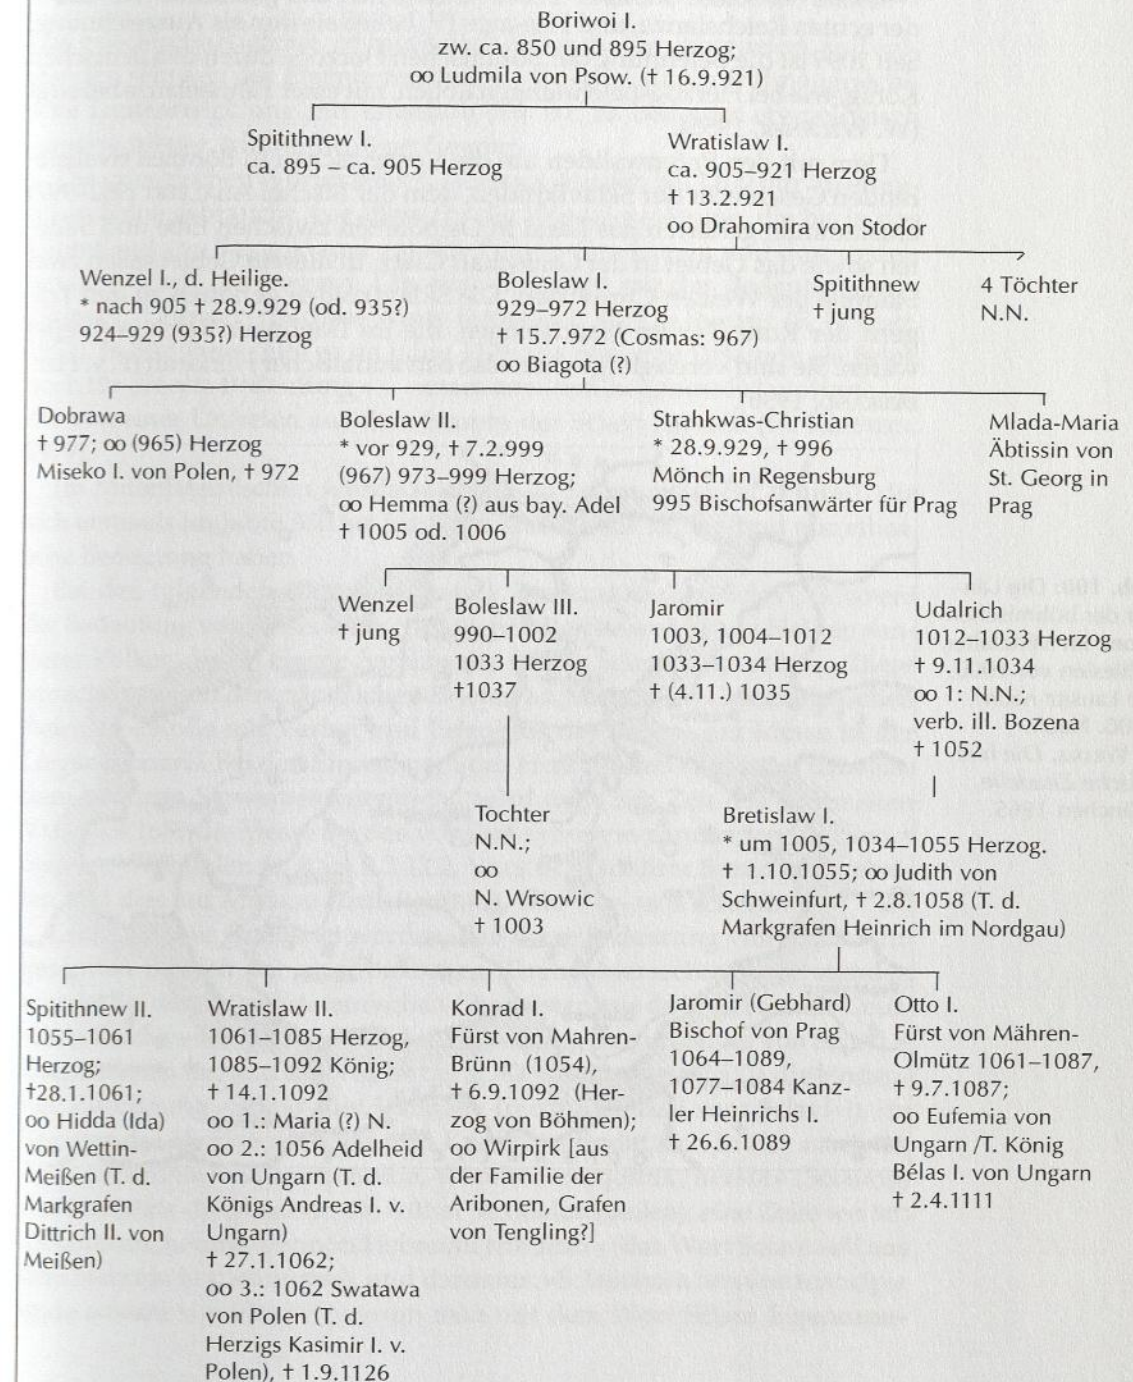 Boriwoi I.
zw. ca. 850 und 895 Herzog;
oo Ludmila von Psow. († 16.9.921)
Spitithnew I.
ca. 895 – ca. 905 Herzog
Wratislaw I.
ca. 905–921 Herzog
† 13.2.921
oo Drahomira von Stodor
Wenzel I., d. Heilige.
* nach 905 † 28.9.929 (od. 935?)
924–929 (935?) Herzog
Boleslaw I.
929–972 Herzog
† 15.7.972 (Cosmas: 967)
oo Biagota (?)
Spitithnew
† jung
4 Töchter
N.N.
Dobrawa
† 977; oo (965) Herzog
Miseko I. von Polen, † 972
Boleslaw II.
* vor 929, † 7.2.999
(967) 973–999 Herzog;
oo Hemma (?) aus bay. Adel
† 1005 od. 1006
Strahkwas-Christian
* 28.9.929, † 996
Mönch in Regensburg
995 Bischofsanwärter für Prag
Mlada-Maria
Äbtissin von
St. Georg in
Prag
Wenzel
† jung
Boleslaw III.
990–1002
1033 Herzog
†1037
Jaromir
1003, 1004–1012
1033–1034 Herzog
† (4.11.) 1035
Udalrich
1012–1033 Herzog
† 9.11.1034
oo 1: N.N.;
verb. ill. Bozena
† 1052
Tochter
N.N.;
oo
N. Wrsowic
† 1003
Bretislaw I.
* um 1005, 1034–1055 Herzog.
† 1.10.1055; oo Judith von
Schweinfurt, † 2.8.1058 (T. d.
Markgrafen Heinrich im Nordgau)
Spitithnew II.
1055–1061
Herzog;
†28.1.1061;
oo Hidda (Ida)
von Wettin-
Meißen (T. d.
Markgrafen
Dittrich II. von
Meißen)
Wratislaw II.
1061–1085 Herzog,
1085–1092 König;
† 14.1.1092
oo 1.: Maria (?) N.
oo 2.: 1056 Adelheid
von Ungarn (T. d.
Königs Andreas I. v.
Ungarn)
† 27.1.1062;
oo 3.: 1062 Swatawa
von Polen (T. d.
Herzigs Kasimir I. v.
Polen), † 1.9.1126
Konrad I.
Fürst von Mahren-
Brünn (1054),
† 6.9.1092 (Her-
zog von Böhmen);
oo Wirpirk [aus
der Familie der
Aribonen, Grafen
von Tengling?]
Jaromir (Gebhard)
Bischof von Prag
1064–1089,
1077–1084 Kanz-
ler Heinrichs I.
† 26.6.1089
Otto I.
Fürst von Mähren-
Olmütz 1061–1087,
† 9.7.1087;
oo Eufemia von
Ungarn /T. König
Bélas I. von Ungarn
† 2.4.1111